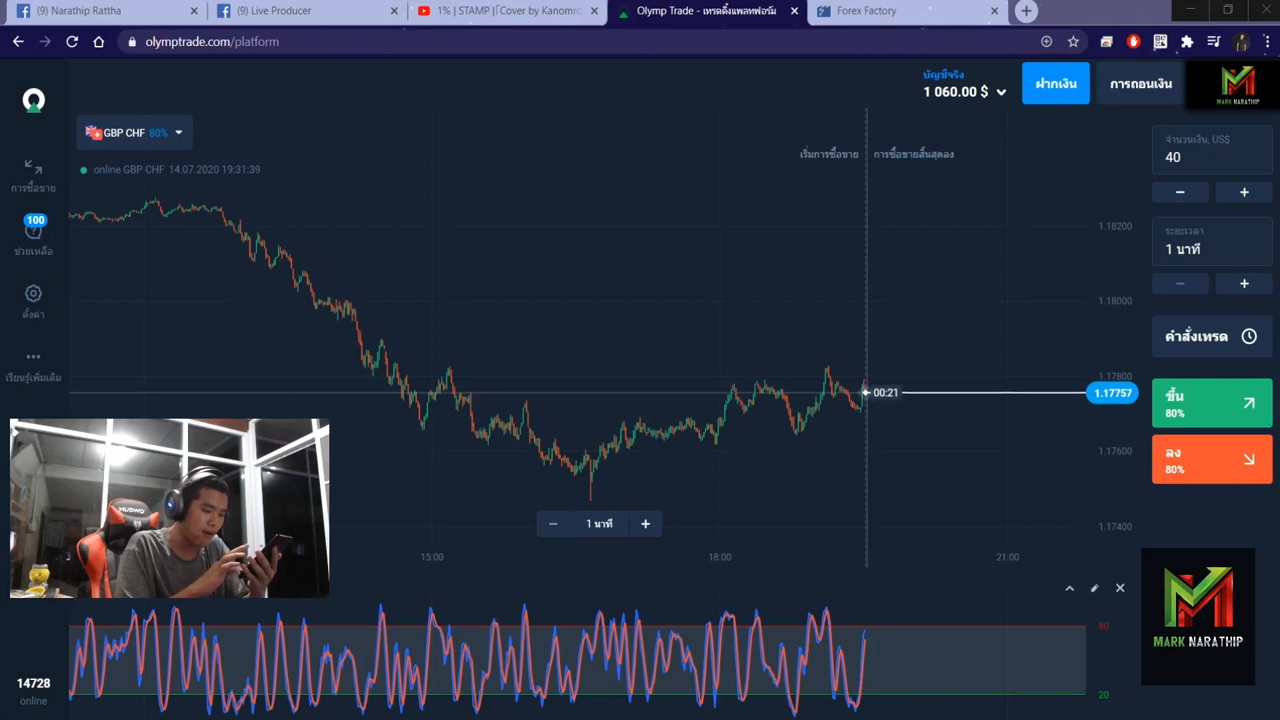 (9) Narathip Rattha
(9) Live Producer
1% | STAMP |「Cover by Kanomro
Olymp Trade - เทรดดิ้งแพลทฟอร์ม
Forex Factory
olymptrade.com/platform
บัญชีจริง
1 060.00 $
ฝากเงิน
การถอนเงิน
MARK NARATHIP
GBP CHF 80%
online GBP CHF 14.07.2020 19:31:39
เริ่มการซื้อขาย
การซื้อขายสิ้นสุดลง
จำนวนเงิน, US$
40
การซื้อขาย
100
ช่วยเหลือ
ตั้งค่า
เรียนรู้เพิ่มเติม
ระยะเวลา
1 นาที
คำสั่งเทรด
ขึ้น
80%
ลง
80%
1.18200
1.18000
1.17800
00:21
1.17757
1.17600
1.17400
NUBWO
1 นาที
15:00
18:00
21:00
80
20
MARK NARATHIP
14728
online